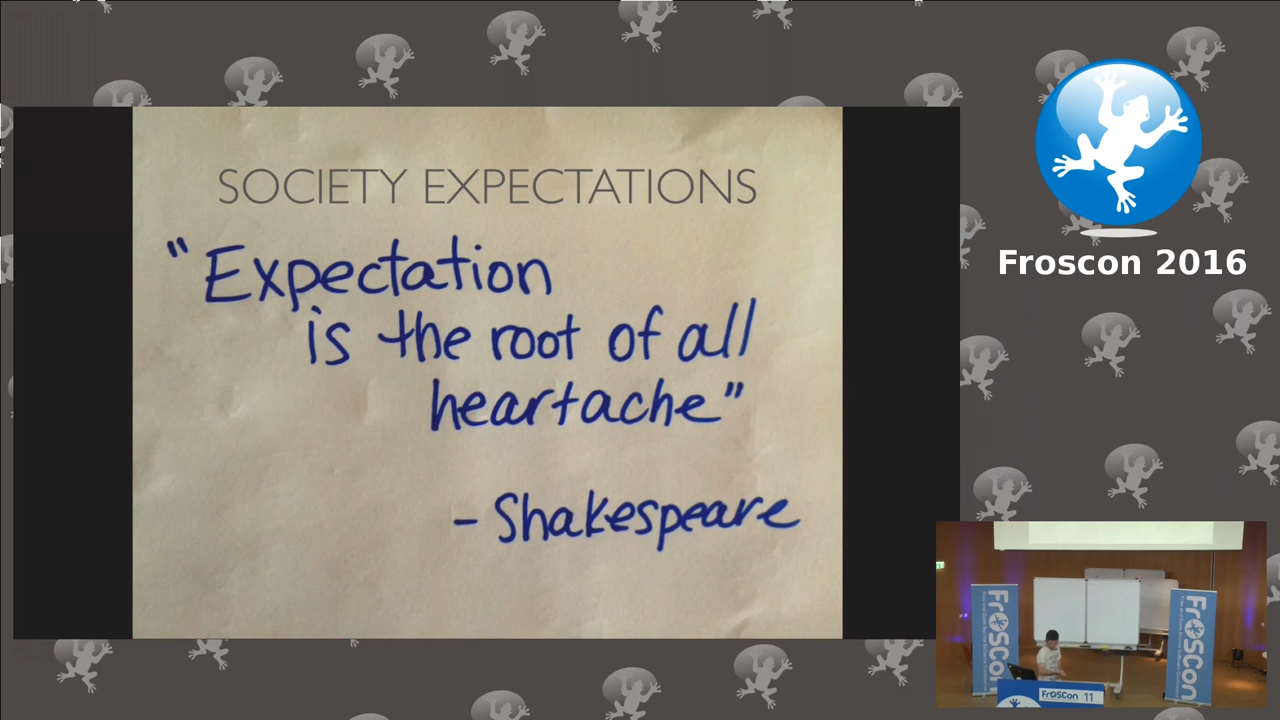 SOCIETY EXPECTATIONS
"Expectation
is the root of all
heartache"
- Shakespeare
Froscon 2016
FrOSCon
FrOSCon
FrOSCon 11